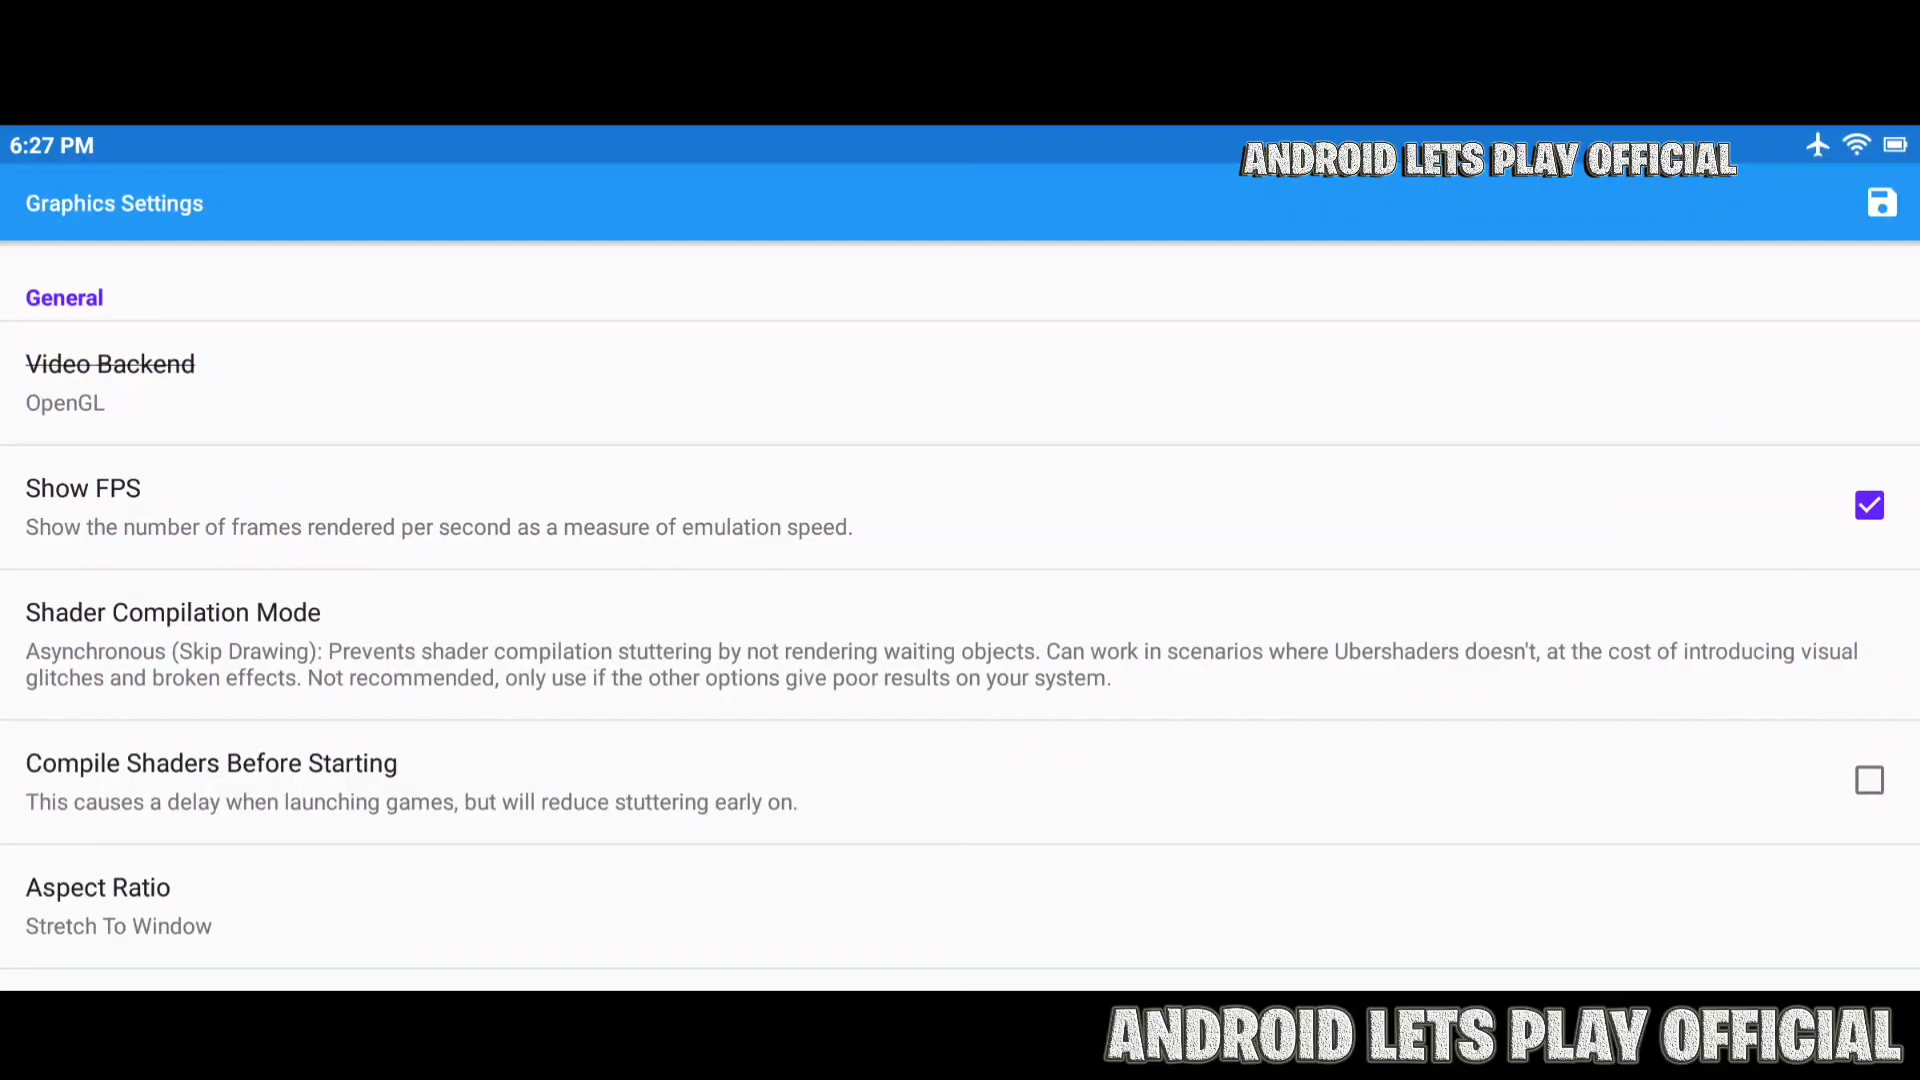 6:27 PM
ANDROID LETS PLAY OFFICIAL
Graphics Settings
General
Video Backend
OpenGL
Show FPS
Show the number of frames rendered per second as a measure of emulation speed.
Shader Compilation Mode
Asynchronous (Skip Drawing): Prevents shader compilation stuttering by not rendering waiting objects. Can work in scenarios where Ubershaders doesn't, at the cost of introducing visual
glitches and broken effects. Not recommended, only use if the other options give poor results on your system.
Compile Shaders Before Starting
This causes a delay when launching games, but will reduce stuttering early on.
Aspect Ratio
Stretch To Window
ANDROID LETS PLAY OFFICIAL